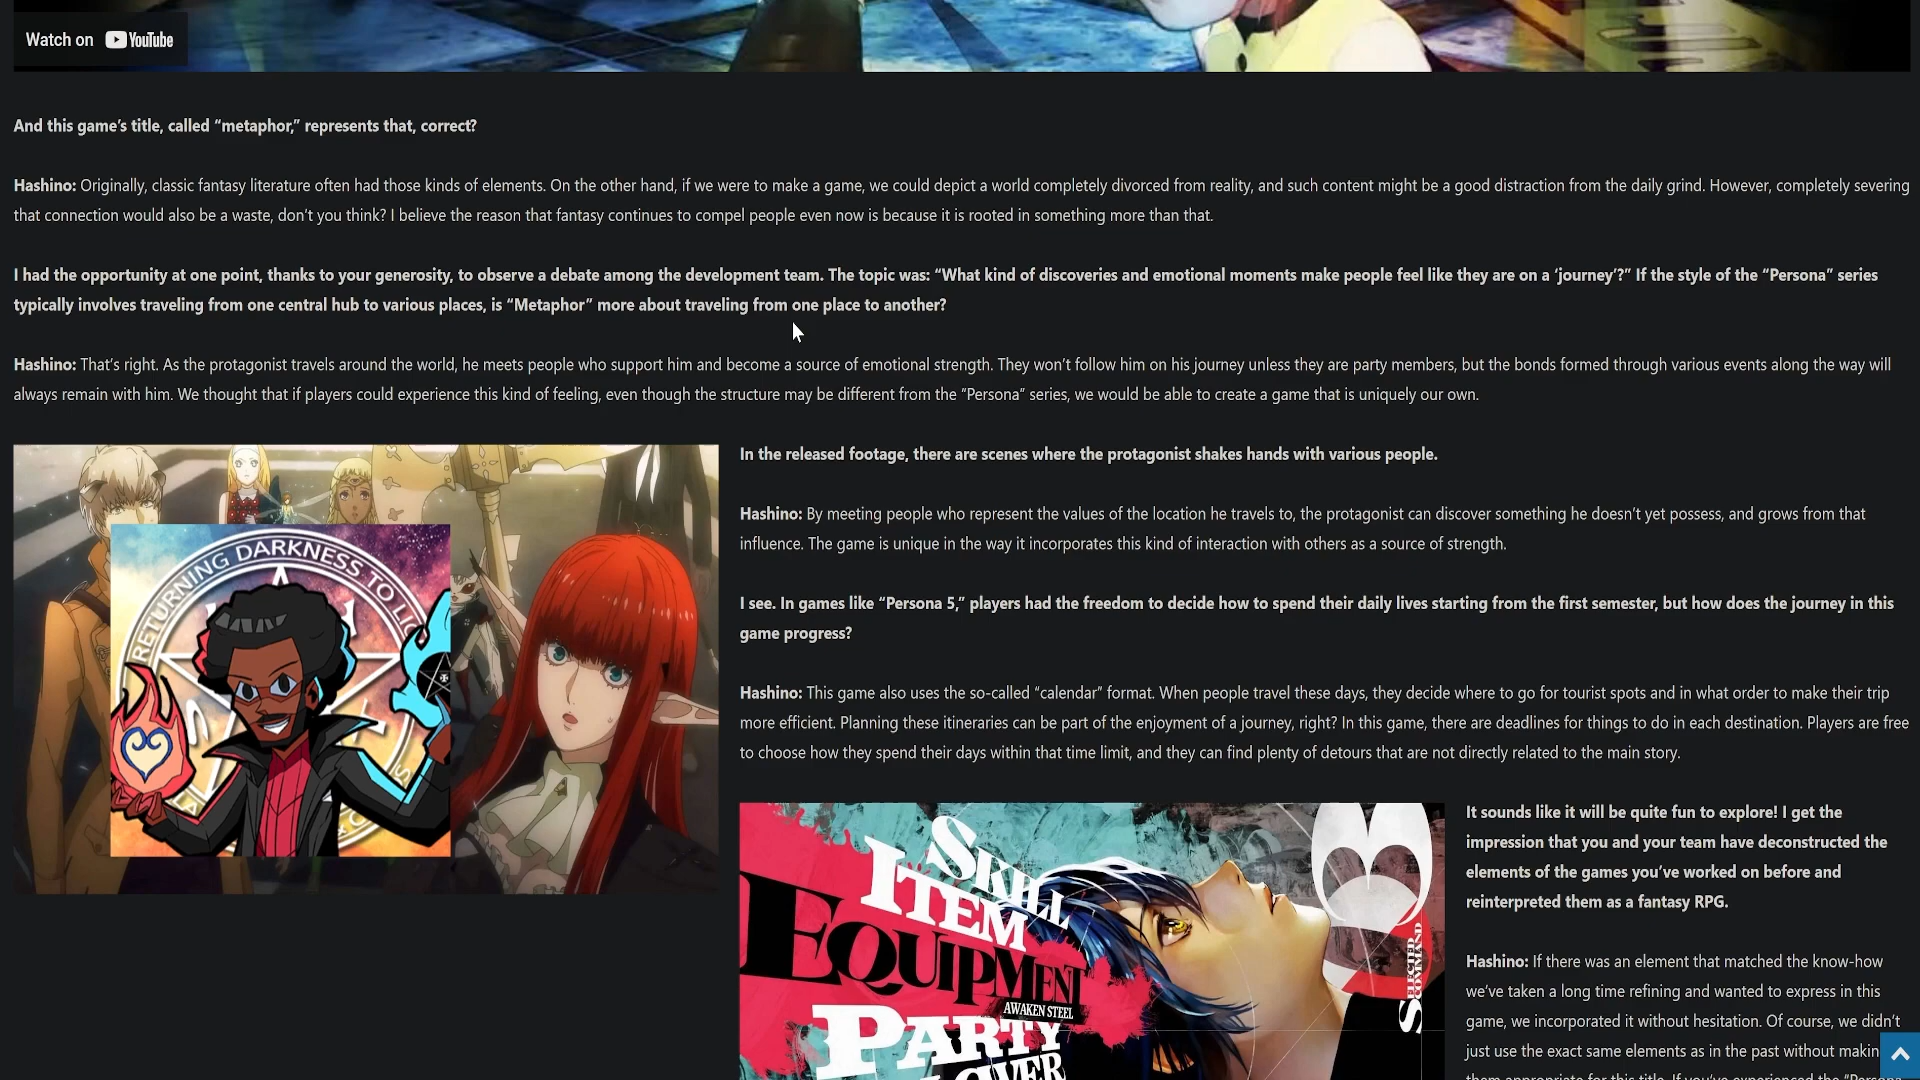 Watch on YouTube
And this game’s title, called “metaphor,” represents that, correct?
Hashino: Originally, classic fantasy literature often had those kinds of elements. On the other hand, if we were to make a game, we could depict a world completely divorced from reality, and such content might be a good distraction from the daily grind. However, completely severing
that connection would also be a waste, don’t you think? I believe the reason that fantasy continues to compel people even now is because it is rooted in something more than that.
I had the opportunity at one point, thanks to your generosity, to observe a debate among the development team. The topic was: “What kind of discoveries and emotional moments make people feel like they are on a ‘journey’?” If the style of the “Persona” series
typically involves traveling from one central hub to various places, is “Metaphor” more about traveling from one place to another?
Hashino: That’s right. As the protagonist travels around the world, he meets people who support him and become a source of emotional strength. They won’t follow him on his journey unless they are party members, but the bonds formed through various events along the way will
always remain with him. We thought that if players could experience this kind of feeling, even though the structure may be different from the “Persona” series, we would be able to create a game that is uniquely our own.
In the released footage, there are scenes where the protagonist shakes hands with various people.
Hashino: By meeting people who represent the values of the location he travels to, the protagonist can discover something he doesn’t yet possess, and grows from that
influence. The game is unique in the way it incorporates this kind of interaction with others as a source of strength.
I see. In games like “Persona 5,” players had the freedom to decide how to spend their daily lives starting from the first semester, but how does the journey in this
game progress?
Hashino: This game also uses the so-called “calendar” format. When people travel these days, they decide where to go for tourist spots and in what order to make their trip
more efficient. Planning these itineraries can be part of the enjoyment of a journey, right? In this game, there are deadlines for things to do in each destination. Players are free
to choose how they spend their days within that time limit, and they can find plenty of detours that are not directly related to the main story.
RETURNING DARKNESS TO
SKILL
ITEM
EQUIPMENT
AWAKEN STEEL
PARTY
SELECTED COMMAND
It sounds like it will be quite fun to explore! I get the
impression that you and your team have deconstructed the
elements of the games you’ve worked on before and
reinterpreted them as a fantasy RPG.
Hashino: If there was an element that matched the know-how
we’ve taken a long time refining and wanted to express in this
game, we incorporated it without hesitation. Of course, we didn’t
just use the exact same elements as in the past without makin